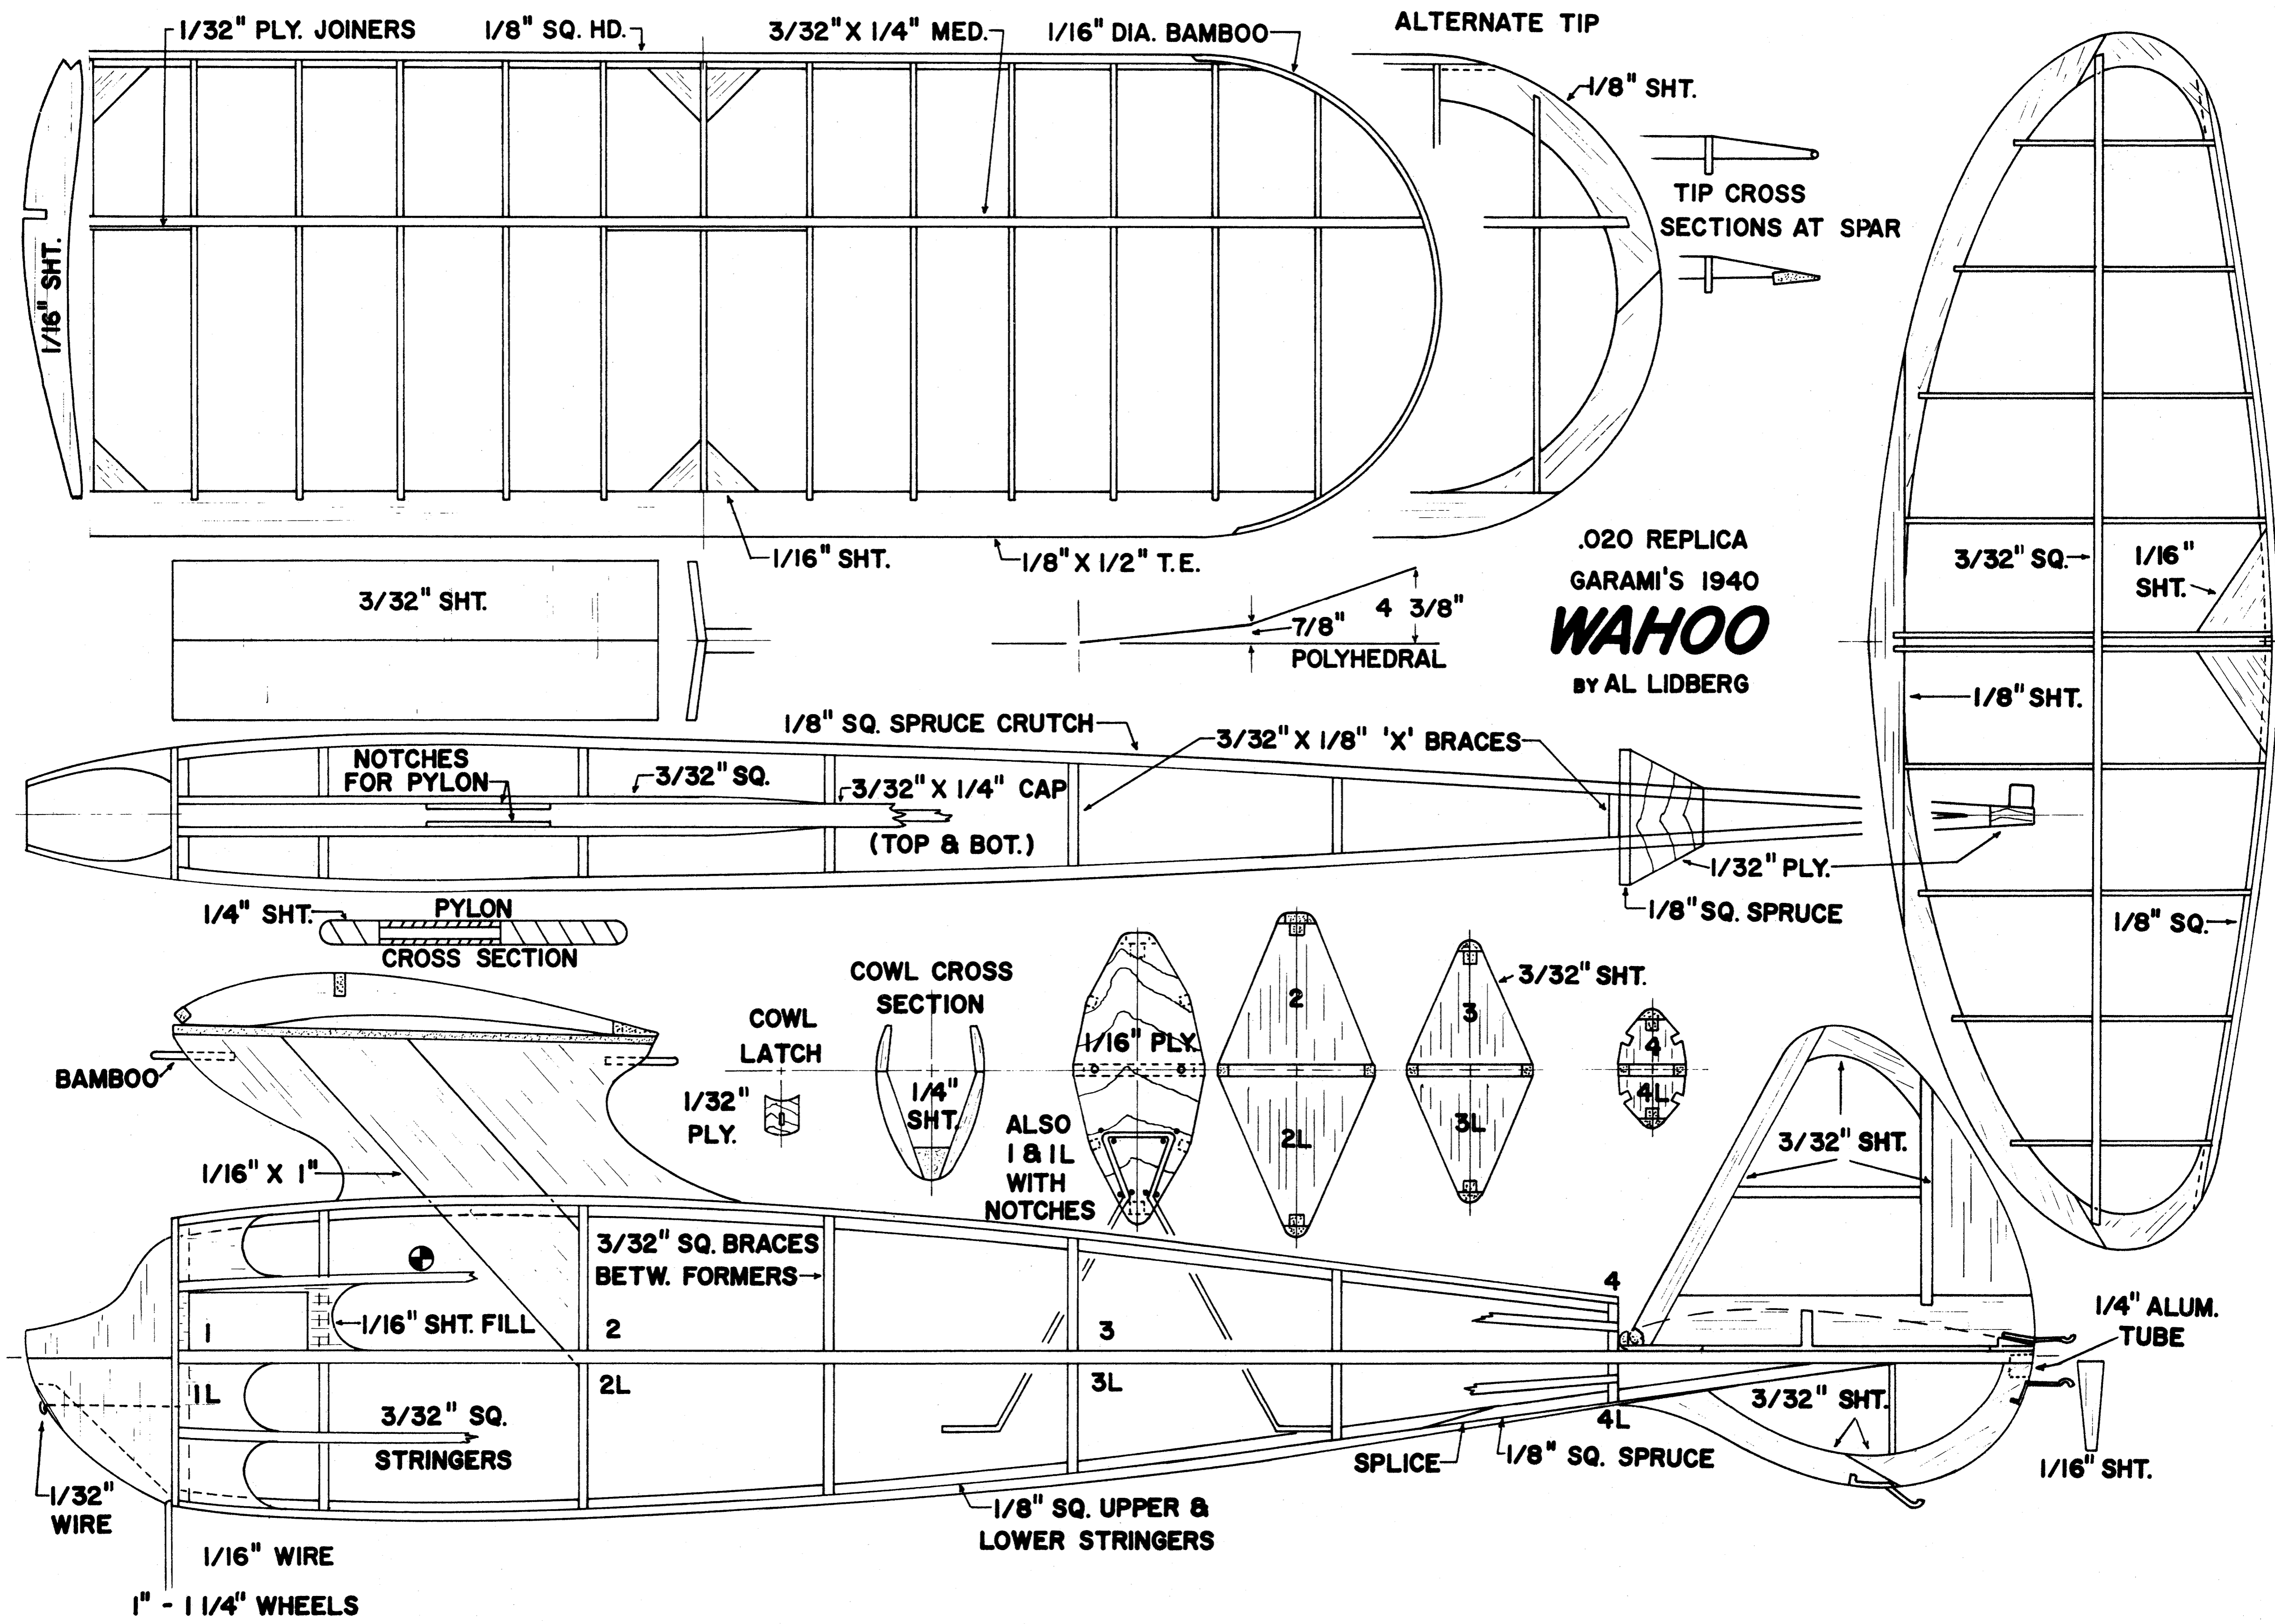 1/32" PLY. JOINERS
1/8" SQ. HD.
3/32" X 1/4" MED.
1/16" DIA. BAMBOO
ALTERNATE TIP
1/8" SHT.
TIP CROSS
SECTIONS AT SPAR
1/16" SHT.
1/16" SHT.
1/8" X 1/2" T.E.
.020 REPLICA
GARAMI'S 1940
WAHOO
BY AL LIDBERG
3/32" SQ.
1/16"
SHT.
1/8" SHT.
1/8" SQ.
3/32" SHT.
7/8"
4 3/8"
POLYHEDRAL
1/8" SQ. SPRUCE CRUTCH
3/32" X 1/8" 'X' BRACES
NOTCHES
FOR PYLON
3/32" SQ.
3/32" X 1/4" CAP
(TOP & BOT.)
1/32" PLY.
1/8" SQ. SPRUCE
1/4" SHT.
PYLON
CROSS SECTION
COWL CROSS
SECTION
COWL
LATCH
1/32"
PLY.
1/4"
SHT.
1/16" PLY.
ALSO
1 & 1L
WITH
NOTCHES
2
2L
3
3L
3/32" SHT.
4
4L
BAMBOO
1/16" X 1"
3/32" SQ. BRACES
BETW. FORMERS
1/16" SHT. FILL
1
1L
2
2L
3
3L
4
4L
3/32" SHT.
3/32" SHT.
1/4" ALUM.
TUBE
1/16" SHT.
3/32" SQ.
STRINGERS
SPLICE
1/8" SQ. SPRUCE
1/8" SQ. UPPER &
LOWER STRINGERS
1/32"
WIRE
1/16" WIRE
1" - 1 1/4" WHEELS